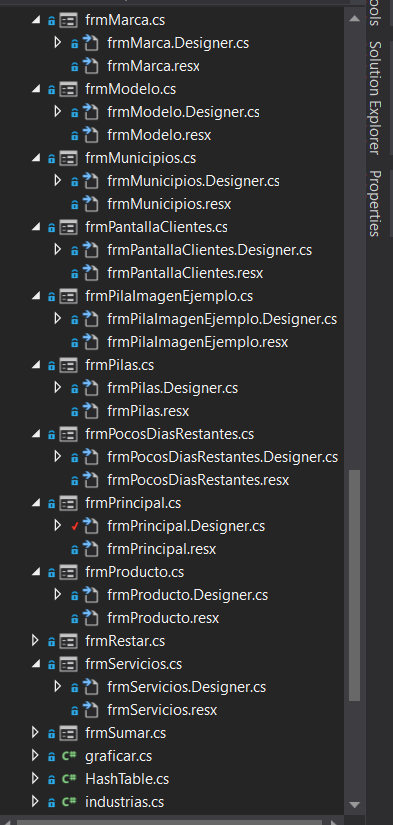 frmMarca.cs
frmMarca.Designer.cs
frmMarca.resx
frmModelo.cs
frmModelo.Designer.cs
frmModelo.resx
frmMunicipios.cs
frmMunicipios.Designer.cs
frmMunicipios.resx
frmPantallaClientes.cs
frmPantallaClientes.Designer.cs
frmPantallaClientes.resx
frmPilaImagenEjemplo.cs
frmPilaImagenEjemplo.Designer.cs
frmPilaImagenEjemplo.resx
frmPilas.cs
frmPilas.Designer.cs
frmPilas.resx
frmPocosDiasRestantes.cs
frmPocosDiasRestantes.Designer.cs
frmPocosDiasRestantes.resx
frmPrincipal.cs
frmPrincipal.Designer.cs
frmPrincipal.resx
frmProducto.cs
frmProducto.Designer.cs
frmProducto.resx
frmRestar.cs
frmServicios.cs
frmServicios.Designer.cs
frmServicios.resx
frmSumar.cs
C# graficar.cs
C# HashTable.cs
C# industrias.cs
Solution Explorer
Properties